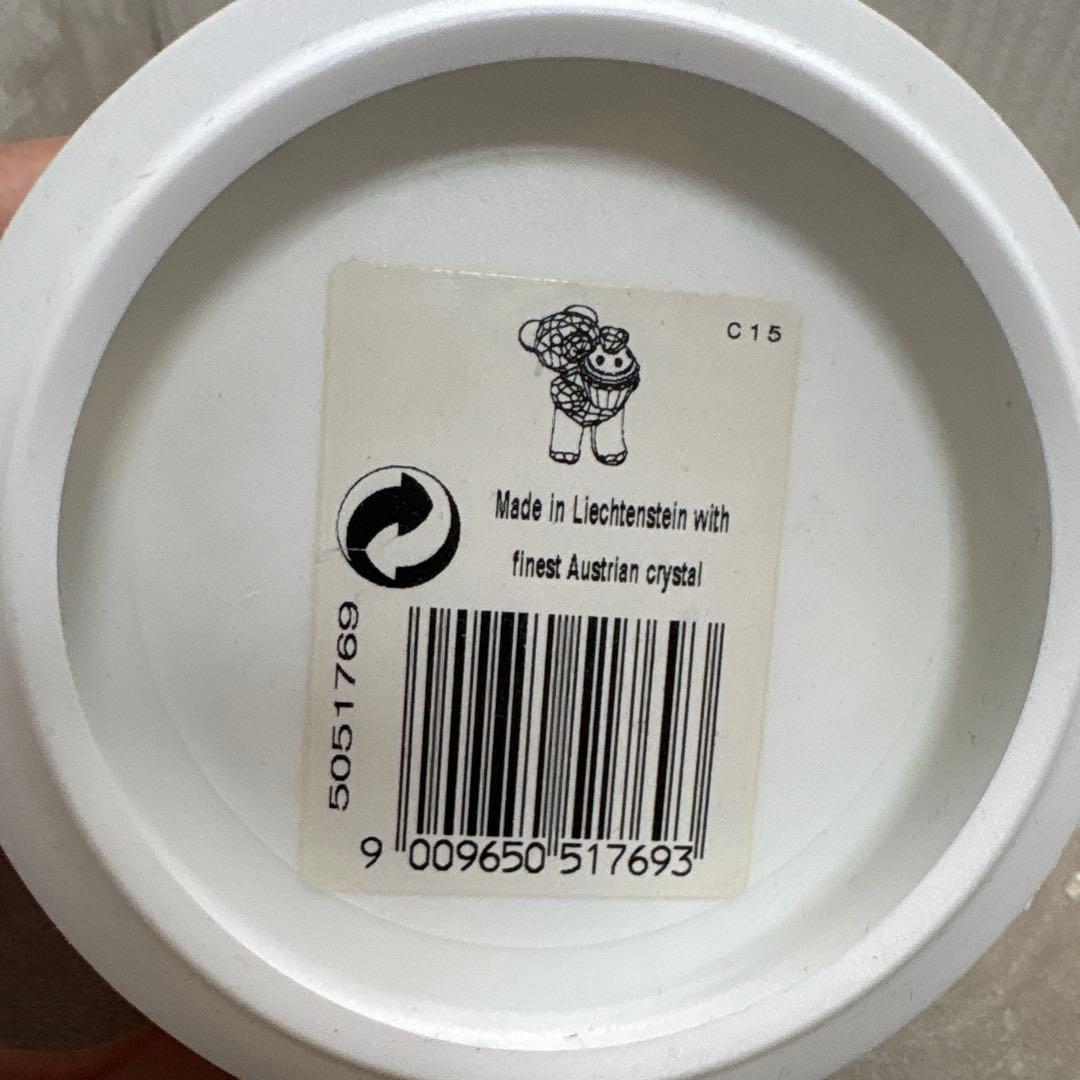 C15
Made in Liechtenstein with
finest Austrian crystal
5051769
9 009650 517693